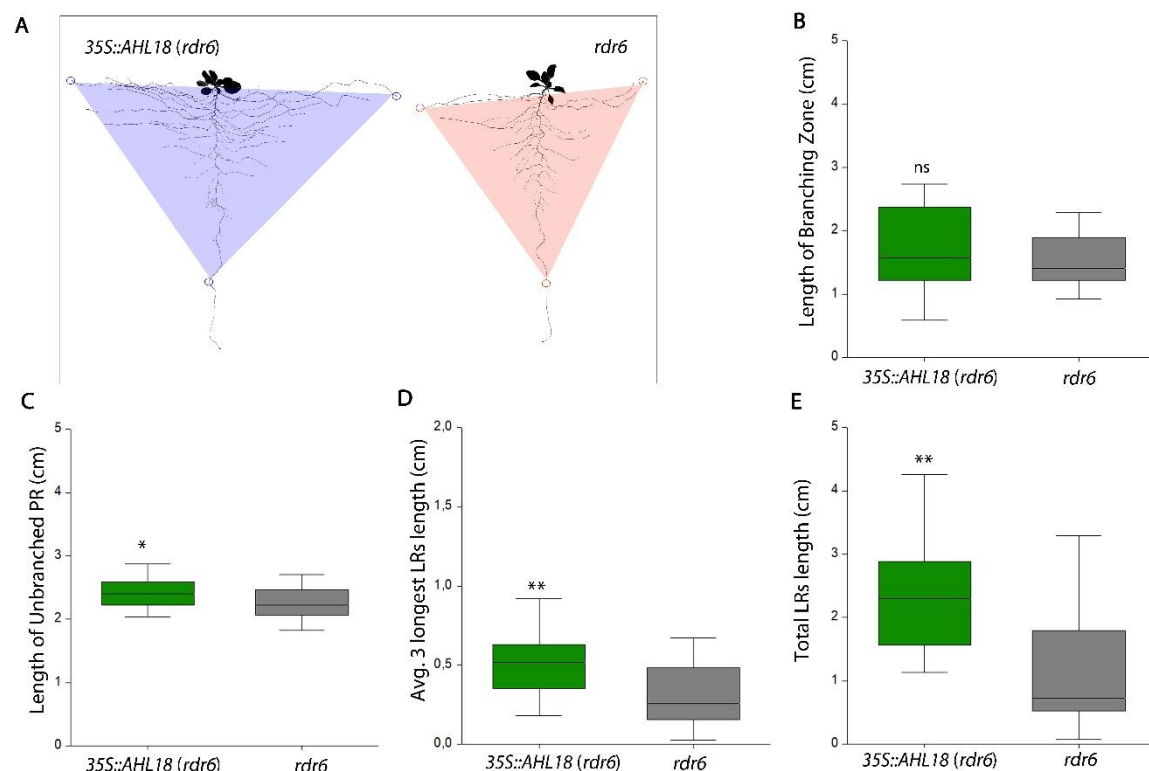 A
35S::AHL18 (rdr6)
rdr6
B
Length of Branching Zone (cm)
5
4
3
2
1
0
ns
35S::AHL18 (rdr6)
rdr6
C
Length of Unbranched PR (cm)
5
4
3
2
1
0
*
35S::AHL18 (rdr6)
rdr6
D
Avg. 3 longest LRs length (cm)
2,0
1,5
1,0
0,5
0,0
**
35S::AHL18 (rdr6)
rdr6
E
Total LRs length (cm)
5
4
3
2
1
0
**
35S::AHL18 (rdr6)
rdr6